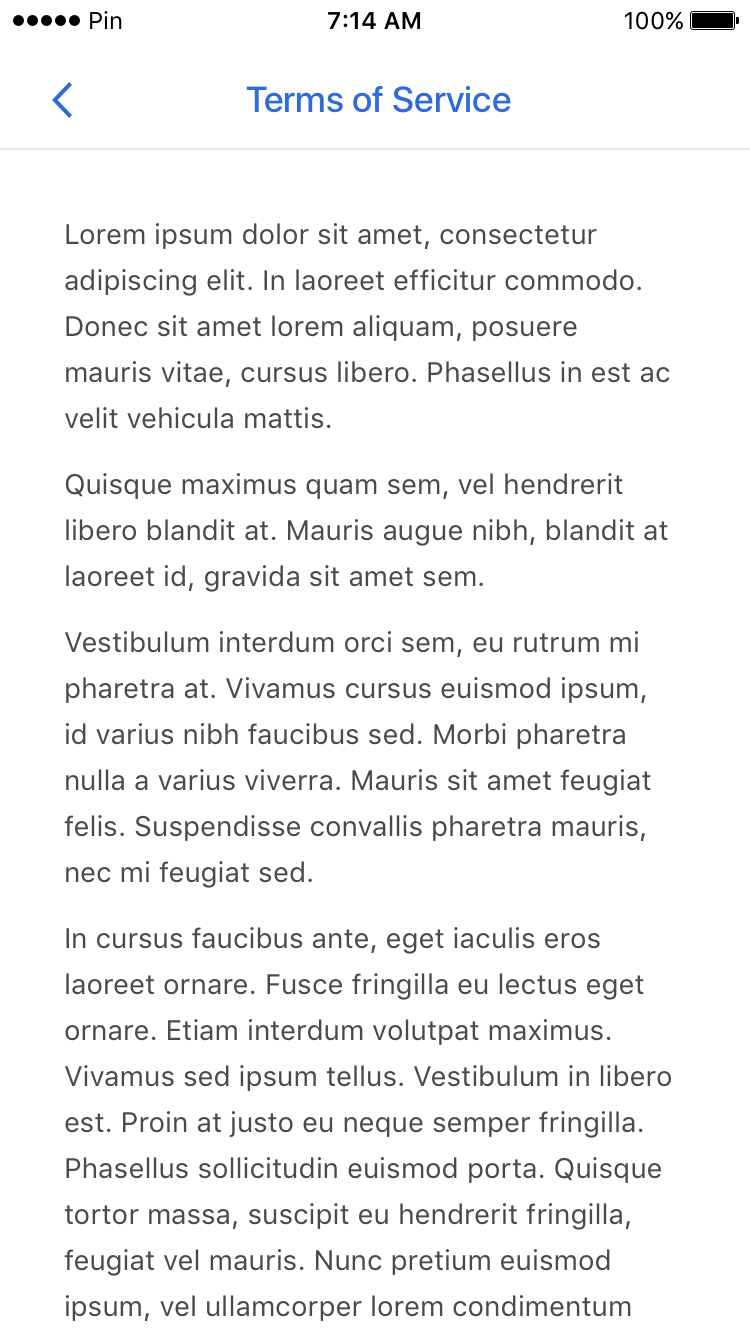 Pin 7:14 AM 100%
Terms of Service
Lorem ipsum dolor sit amet, consectetur
adipiscing elit. In laoreet efficitur commodo.
Donec sit amet lorem aliquam, posuere
mauris vitae, cursus libero. Phasellus in est ac
velit vehicula mattis.
Quisque maximus quam sem, vel hendrerit
libero blandit at. Mauris augue nibh, blandit at
laoreet id, gravida sit amet sem.
Vestibulum interdum orci sem, eu rutrum mi
pharetra at. Vivamus cursus euismod ipsum,
id varius nibh faucibus sed. Morbi pharetra
nulla a varius viverra. Mauris sit amet feugiat
felis. Suspendisse convallis pharetra mauris,
nec mi feugiat sed.
In cursus faucibus ante, eget iaculis eros
laoreet ornare. Fusce fringilla eu lectus eget
ornare. Etiam interdum volutpat maximus.
Vivamus sed ipsum tellus. Vestibulum in libero
est. Proin at justo eu neque semper fringilla.
Phasellus sollicitudin euismod porta. Quisque
tortor massa, suscipit eu hendrerit fringilla,
feugiat vel mauris. Nunc pretium euismod
ipsum, vel ullamcorper lorem condimentum